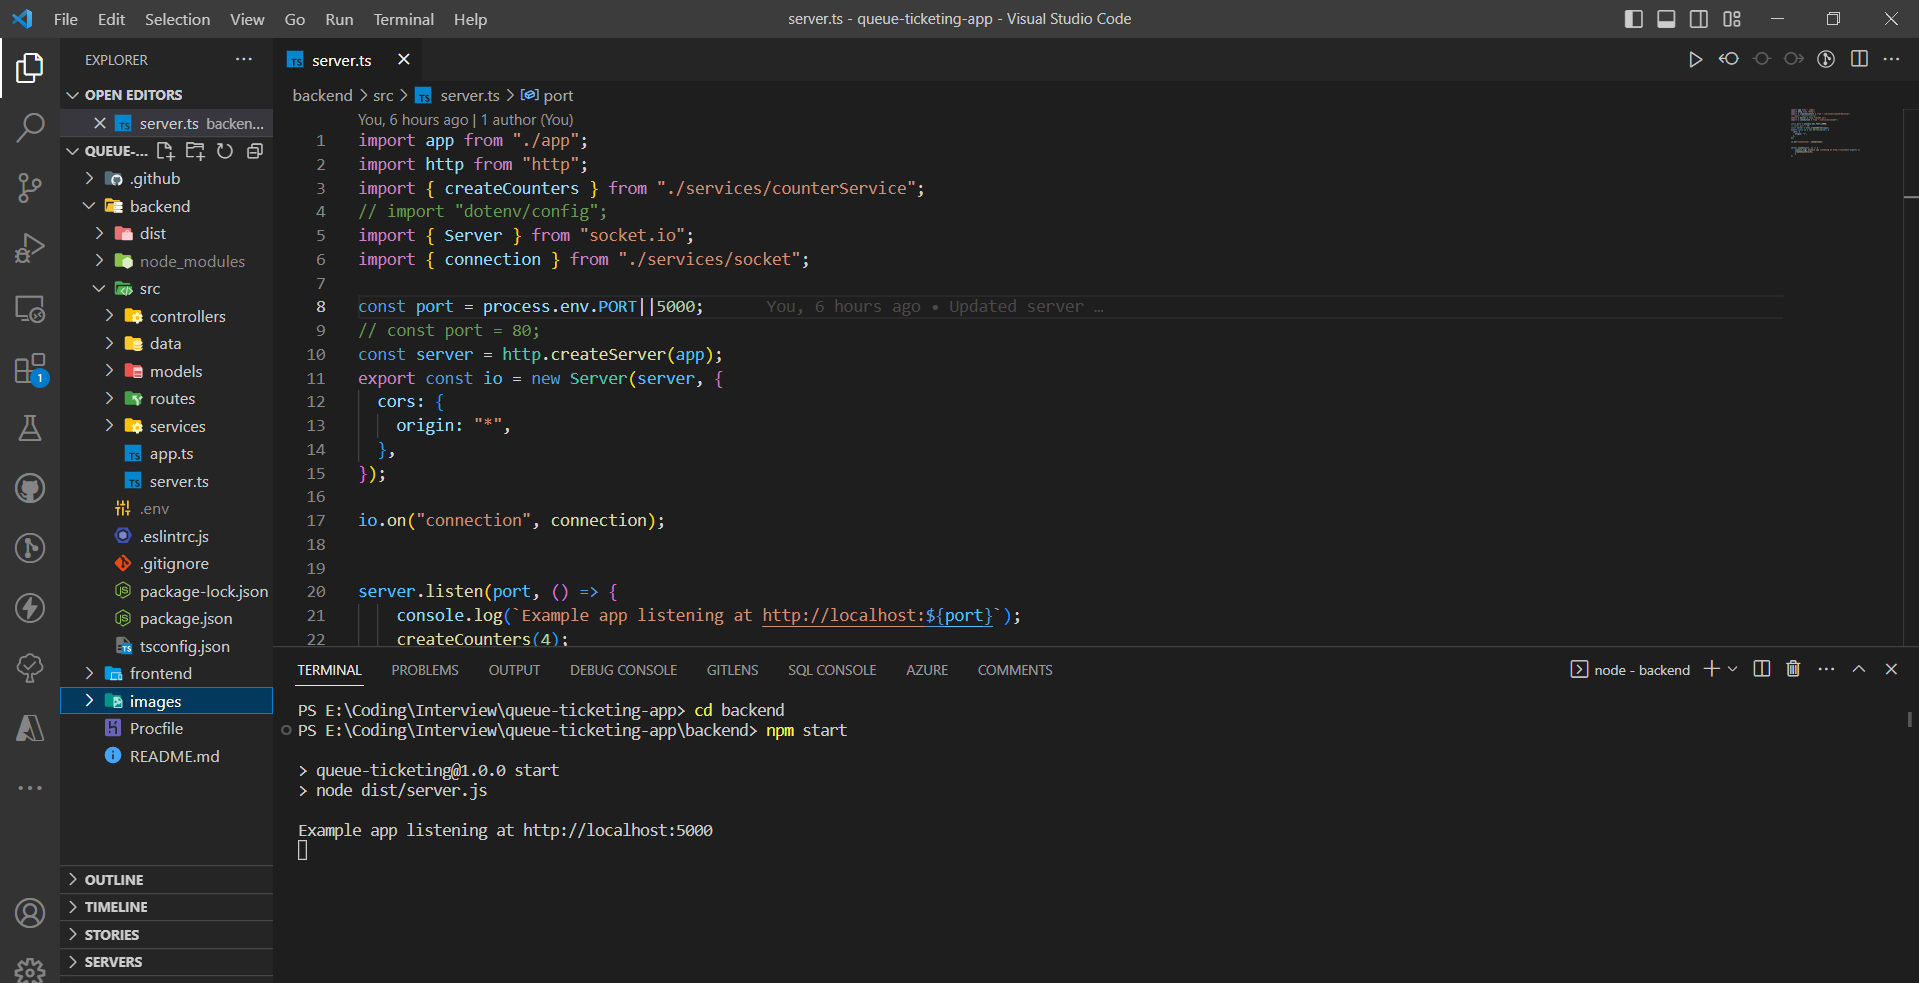 File Edit Selection View Go Run Terminal Help
server.ts - queue-ticketing-app - Visual Studio Code
EXPLORER
OPEN EDITORS
server.ts backen...
QUEUE-...
.github
backend
dist
node_modules
src
controllers
data
models
routes
services
app.ts
server.ts
.env
.eslintrc.js
.gitignore
package-lock.json
package.json
tsconfig.json
frontend
images
Procfile
README.md
OUTLINE
TIMELINE
STORIES
SERVERS
1
server.ts
backend > src > server.ts > port
You, 6 hours ago | 1 author (You)
1 import app from "./app";
2 import http from "http";
3 import { createCounters } from "./services/counterService";
4 // import "dotenv/config";
5 import { Server } from "socket.io";
6 import { connection } from "./services/socket";
7
8 const port = process.env.PORT||5000; You, 6 hours ago • Updated server …
9 // const port = 80;
10 const server = http.createServer(app);
11 export const io = new Server(server, {
12 cors: {
13 origin: "*",
14 },
15 });
16
17 io.on("connection", connection);
18
19
20 server.listen(port, () => {
21 console.log(`Example app listening at http://localhost:${port}`);
22 createCounters(4);
TERMINAL PROBLEMS OUTPUT DEBUG CONSOLE GITLENS SQL CONSOLE AZURE COMMENTS
node - backend
PS E:\Coding\Interview\queue-ticketing-app> cd backend
PS E:\Coding\Interview\queue-ticketing-app\backend> npm start
> queue-ticketing@1.0.0 start
> node dist/server.js
Example app listening at http://localhost:5000